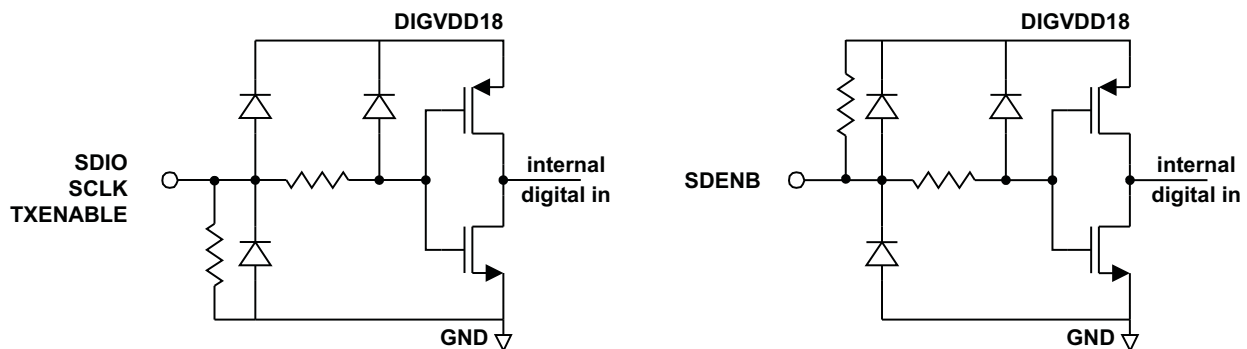 DIGVDD18
SDIO
SCLK
TXENABLE
internal
digital in
GND
DIGVDD18
SDENB
internal
digital in
GND